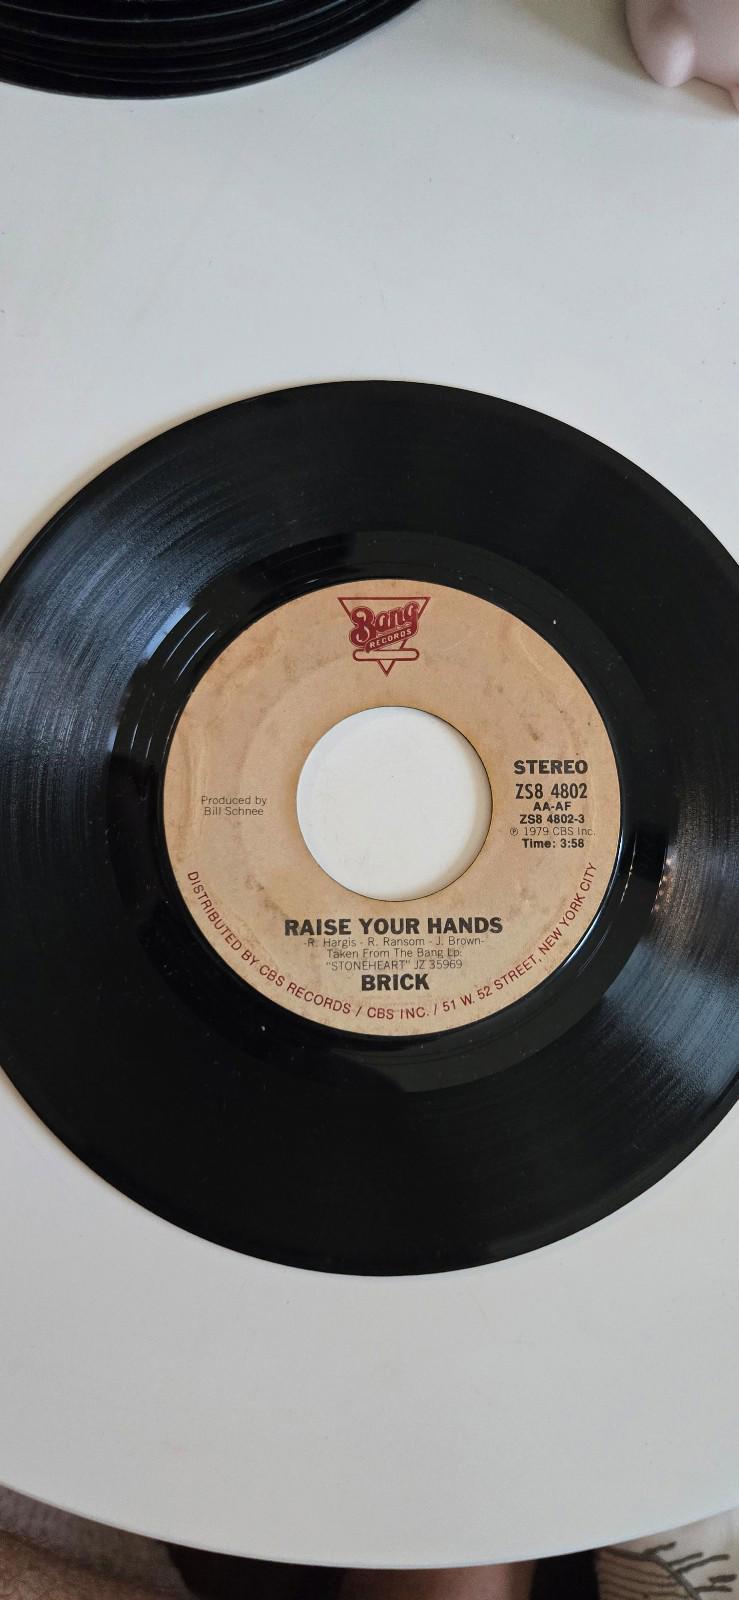 Bang
RECORDS
STEREO
ZS8 4802
AA-AF
ZS8 4802-3
℗ 1979 CBS Inc.
Time: 3:58
Produced by
Bill Schnee
RAISE YOUR HANDS
-R. Hargis - R. Ransom - J. Brown-
Taken From The Bang Lp:
"STONEHEART" JZ 35969
BRICK
DISTRIBUTED BY CBS RECORDS / CBS INC. / 51 W. 52 STREET, NEW YORK CITY